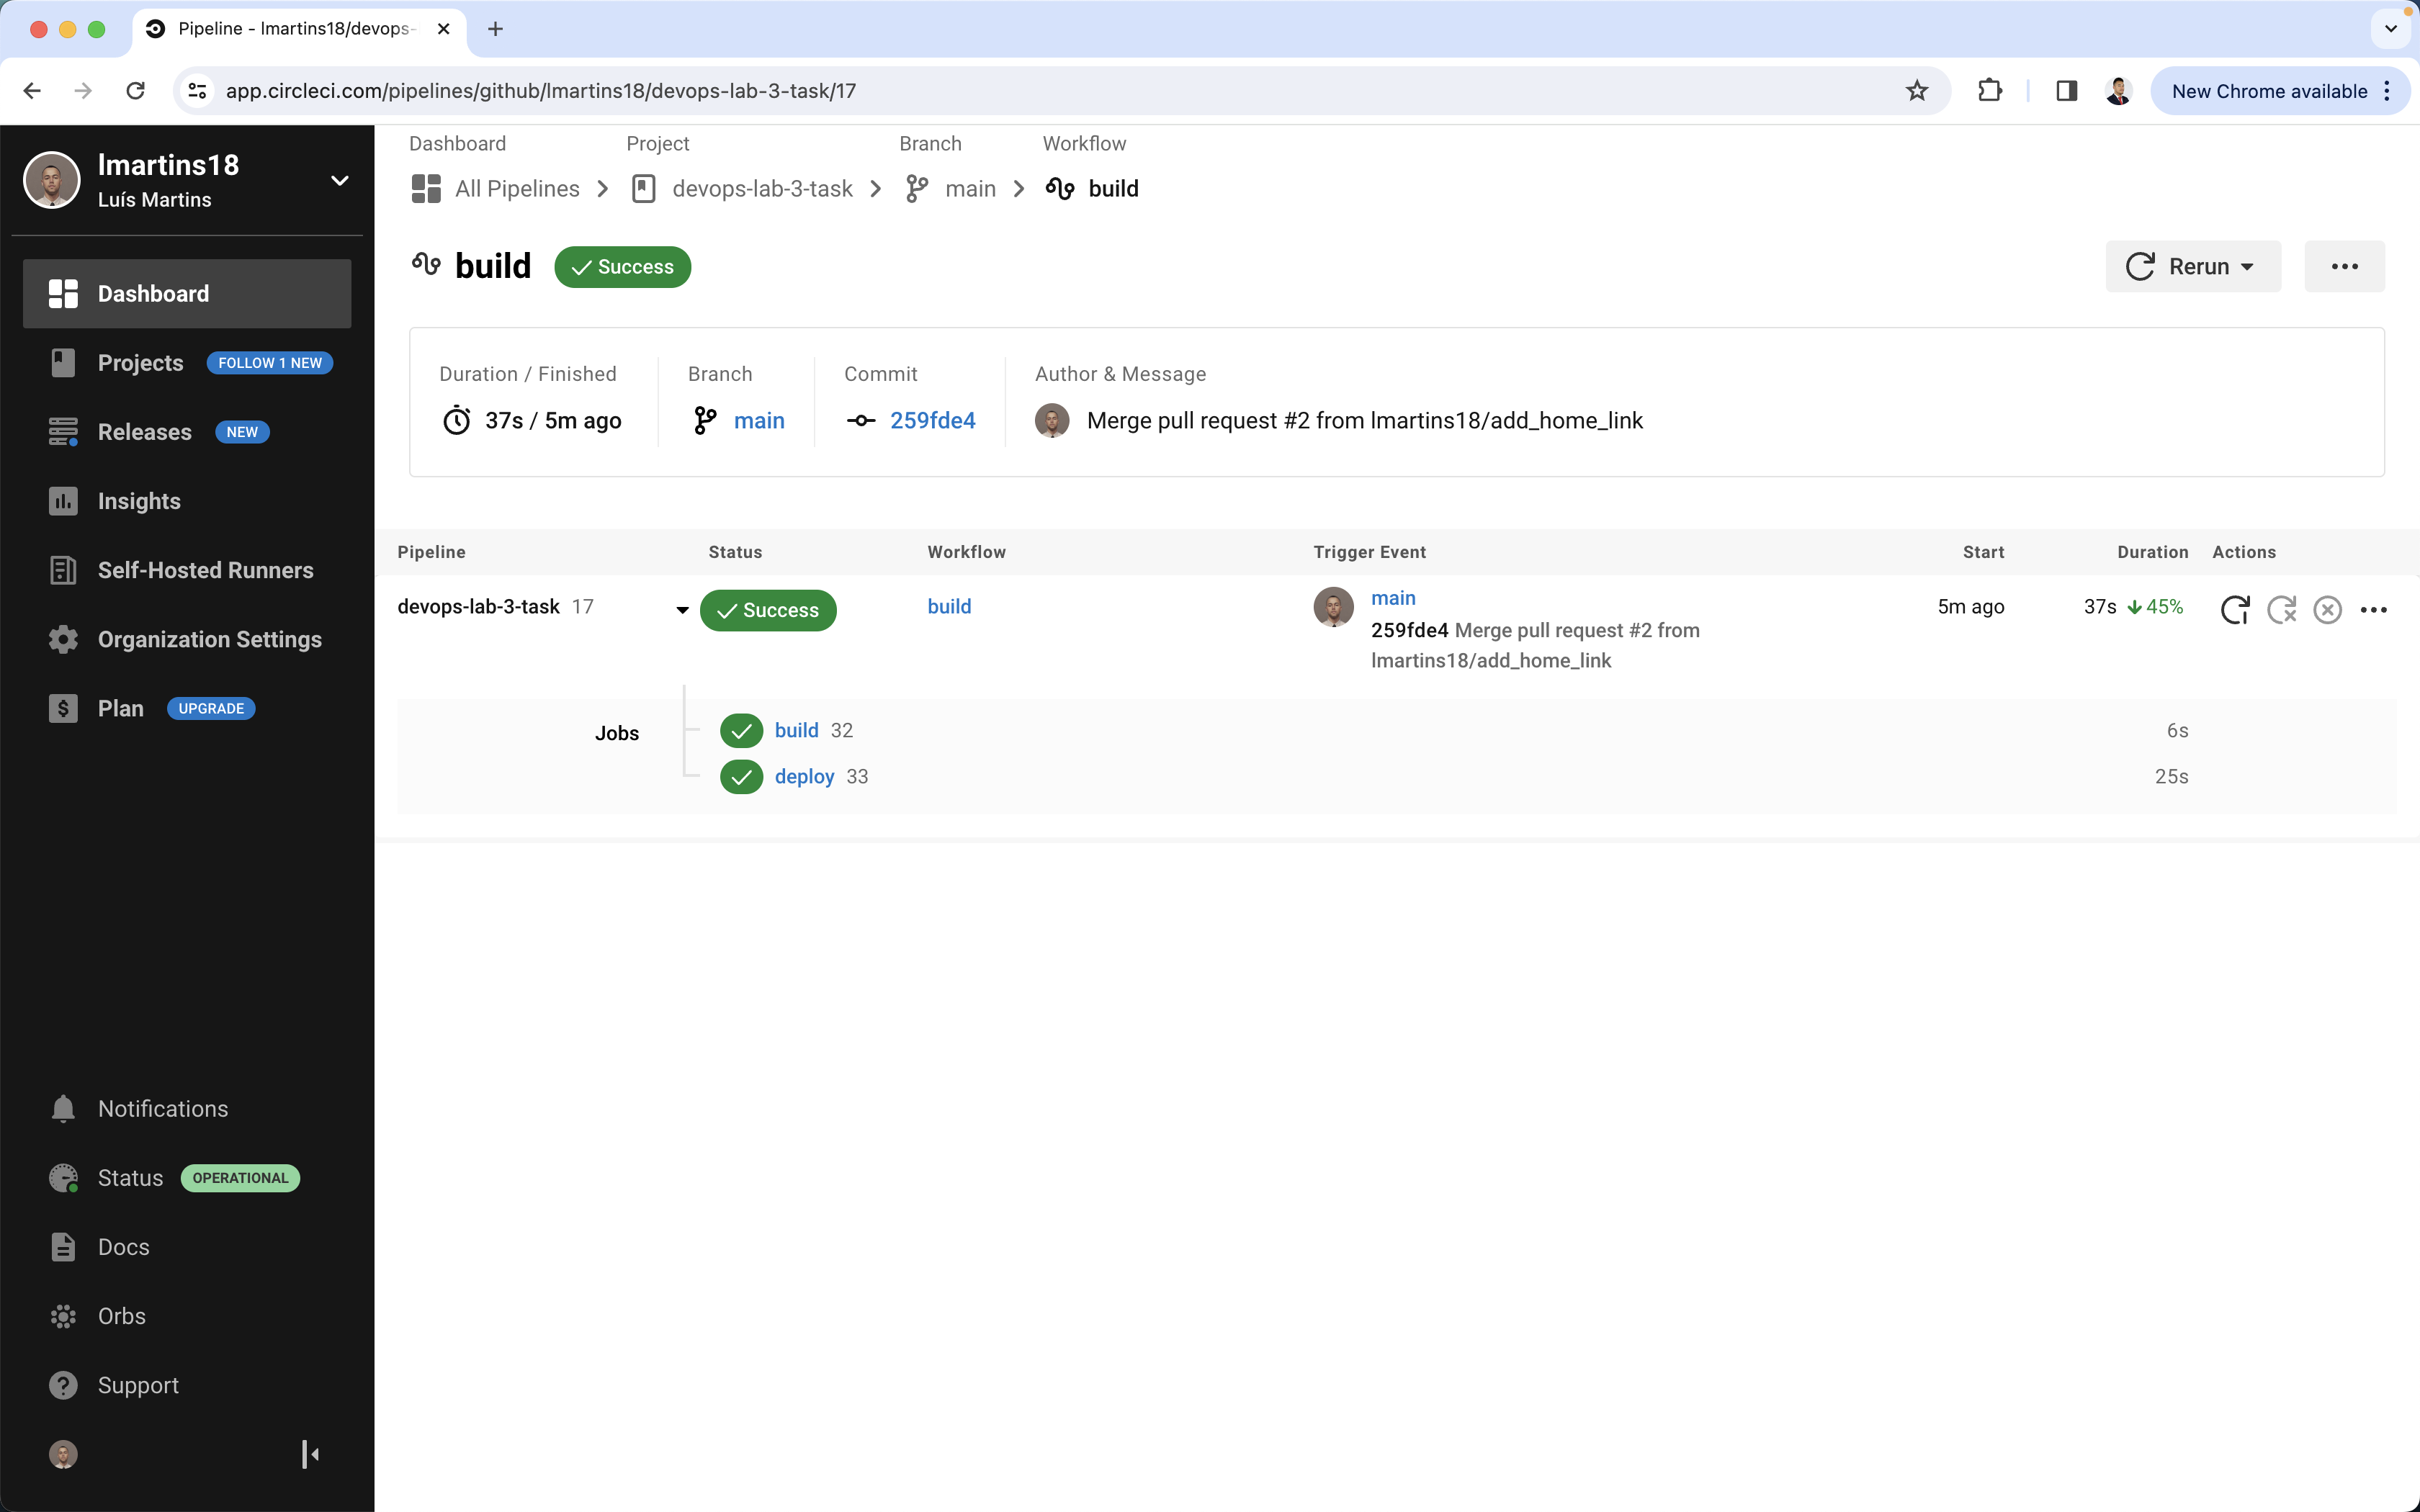 Pipeline - lmartins18/devops-
app.circleci.com/pipelines/github/lmartins18/devops-lab-3-task/17
New Chrome available
lmartins18
Luís Martins
Dashboard
Projects FOLLOW 1 NEW
Releases NEW
Insights
Self-Hosted Runners
Organization Settings
Plan UPGRADE
Notifications
Status OPERATIONAL
Docs
Orbs
Support
Dashboard Project Branch Workflow
All Pipelines devops-lab-3-task main build
build Success
Rerun
Duration / Finished Branch Commit Author & Message
37s / 5m ago main 259fde4 Merge pull request #2 from lmartins18/add_home_link
Pipeline Status Workflow Trigger Event Start Duration Actions
devops-lab-3-task 17 Success build main 5m ago 37s 45%
259fde4 Merge pull request #2 from
lmartins18/add_home_link
Jobs
build 32 6s
deploy 33 25s